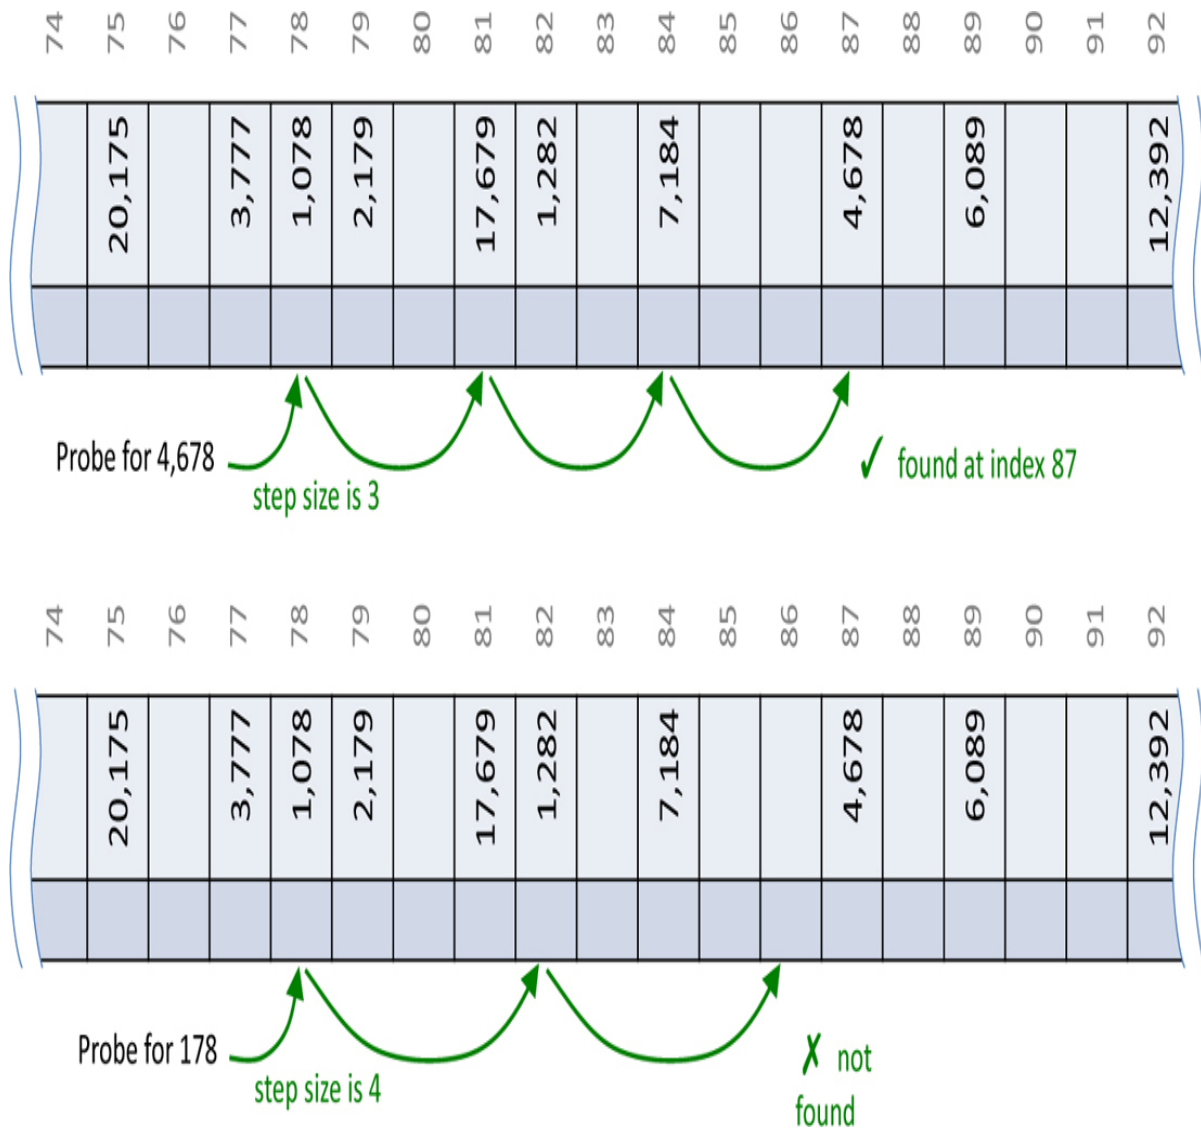 74 75 76 77 78 79 80 81 82 83 84 85 86 87 88 89 90 91 92
20,175 3,777 1,078 2,179 17,679 1,282 7,184 4,678 6,089 12,392
Probe for 4,678
step size is 3
✓ found at index 87
74 75 76 77 78 79 80 81 82 83 84 85 86 87 88 89 90 91 92
20,175 3,777 1,078 2,179 17,679 1,282 7,184 4,678 6,089 12,392
Probe for 178
step size is 4
✗ not
found